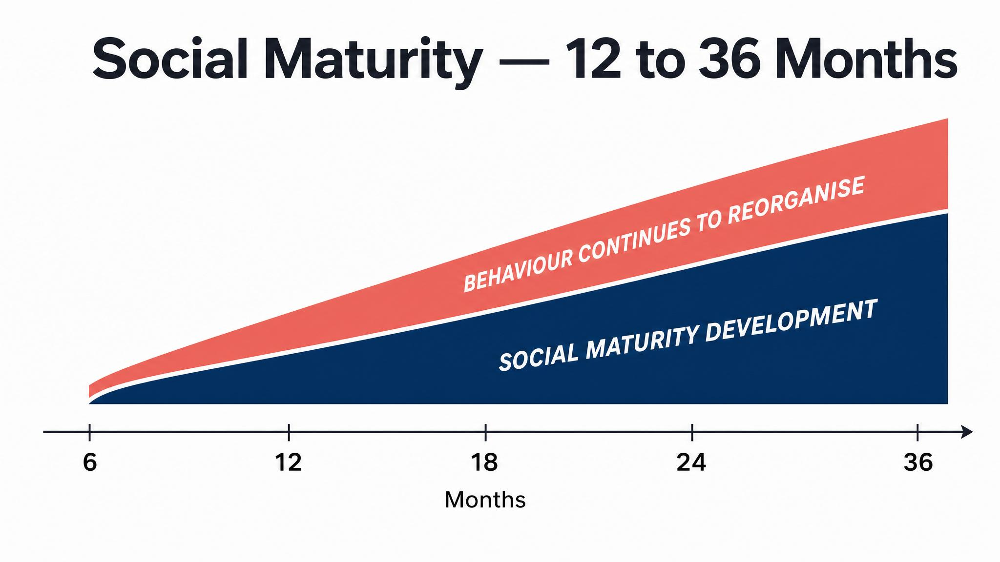 Social Maturity — 12 to 36 Months
BEHAVIOUR CONTINUES TO REORGANISE
SOCIAL MATURITY DEVELOPMENT
6 12 18 24 36
Months